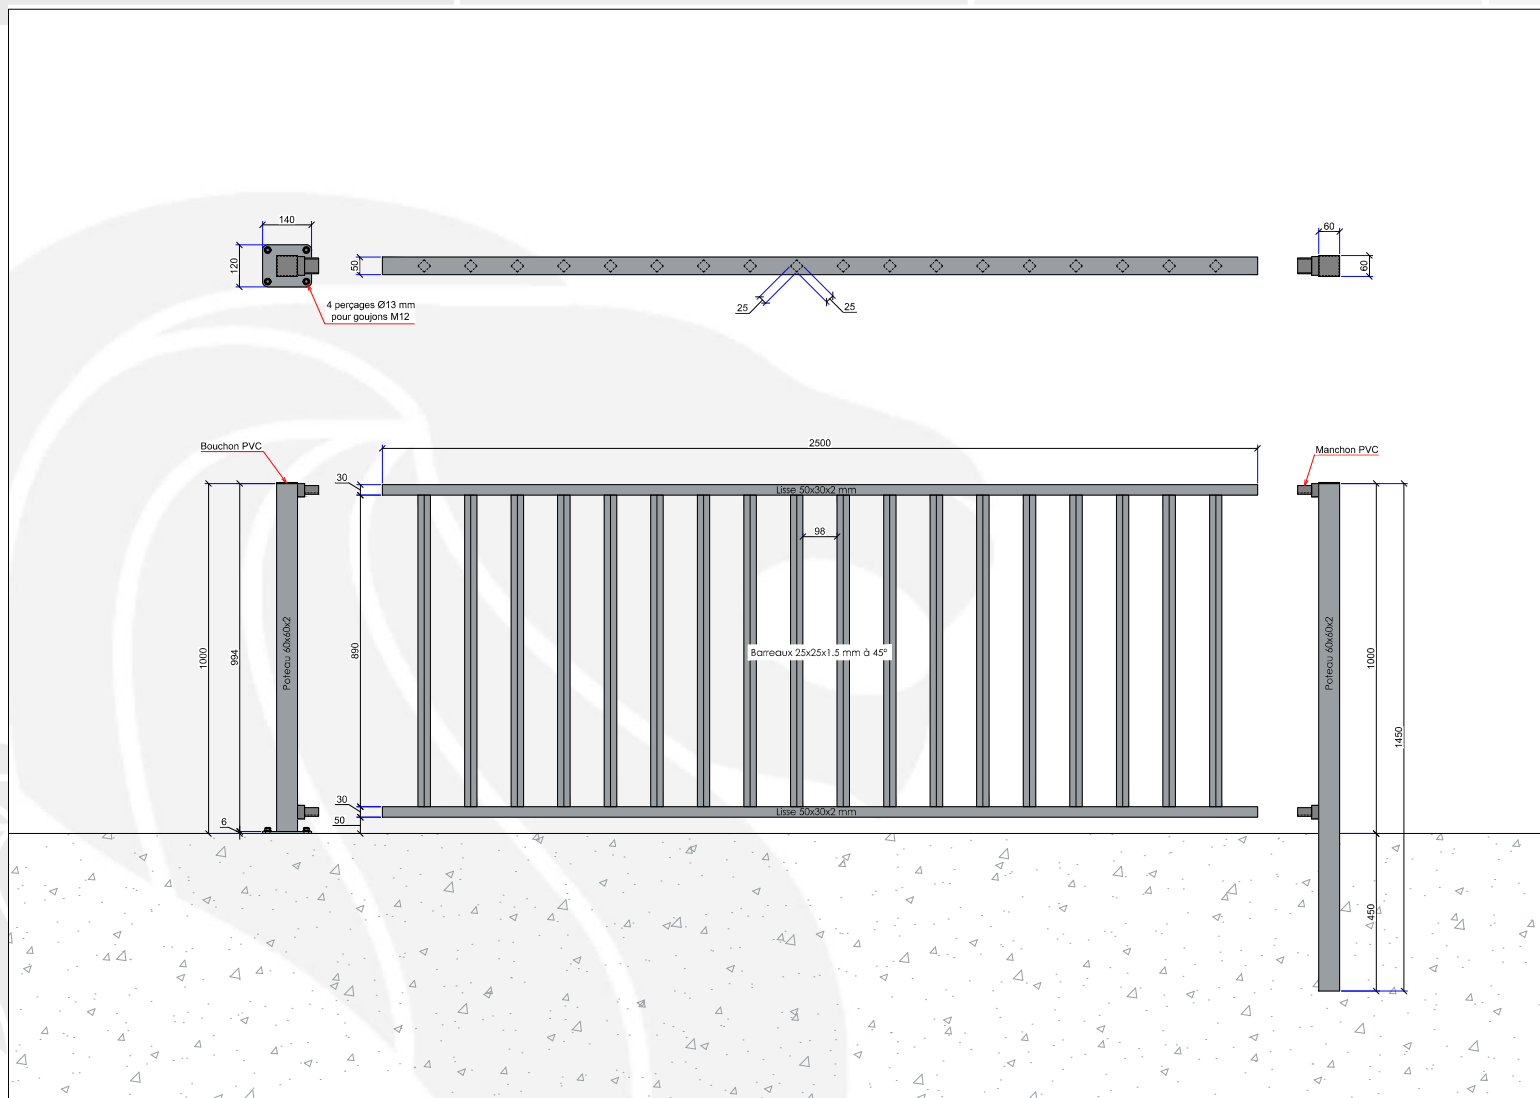 140
120
4 perçages Ø13 mm
pour goujons M12
50
25
25
60
60
Bouchon PVC
2500
Manchon PVC
30
Lisse 50x30x2 mm
98
1000
994
Poteau 60x60x2
890
Barreaux 25x25x1.5 mm à 45°
Poteau 60x60x2
1000
1450
30
Lisse 50x30x2 mm
6
50
450